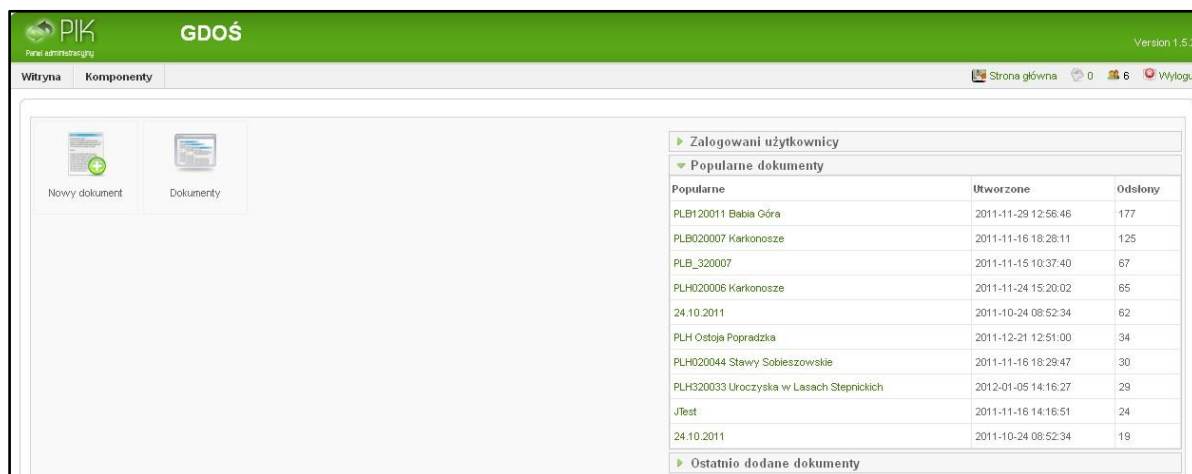 PIK
Panel administracyjny
GDOŚ
Version 1.5.2
Witryna Komponenty
Strona główna 0 6 Wylogu
Nowy dokument Dokumenty
Zalogowani użytkownicy
Popularne dokumenty
Popularne Utworzone Odsłony
PLB120011 Babia Góra 2011-11-29 12:56:46 177
PLB020007 Karkonosze 2011-11-16 18:28:11 125
PLB_320007 2011-11-15 10:37:40 67
PLH020006 Karkonosze 2011-11-24 15:20:02 65
24.10.2011 2011-10-24 08:52:34 62
PLH Ostoja Popradzka 2011-12-21 12:51:00 34
PLH020044 Stawy Sobieszowskie 2011-11-16 18:29:47 30
PLH320033 Uroczyska w Lasach Stepnickich 2012-01-05 14:16:27 29
JTest 2011-11-16 14:16:51 24
24.10.2011 2011-10-24 08:52:34 19
Ostatnio dodane dokumenty